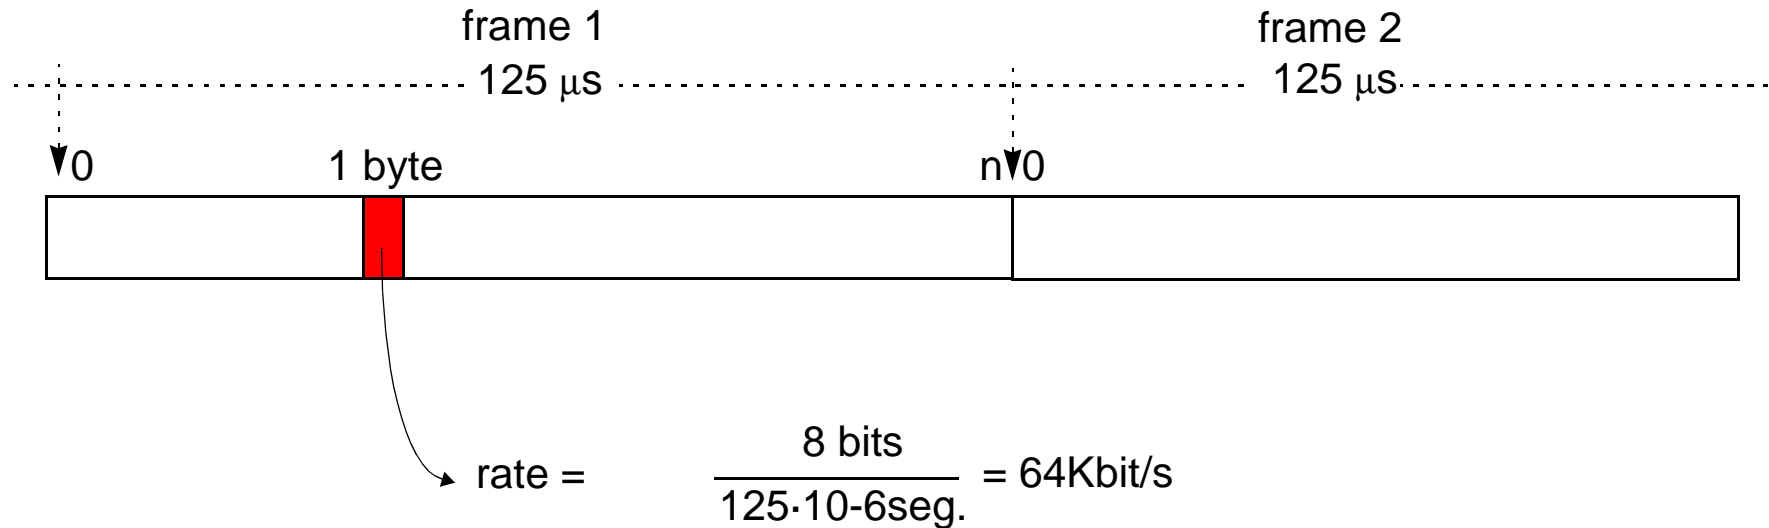 frame 1
frame 2
125 μs
125 μs
0
1 byte
n
0
8 bits
rate =
= 64Kbit/s
125·10-6seg.